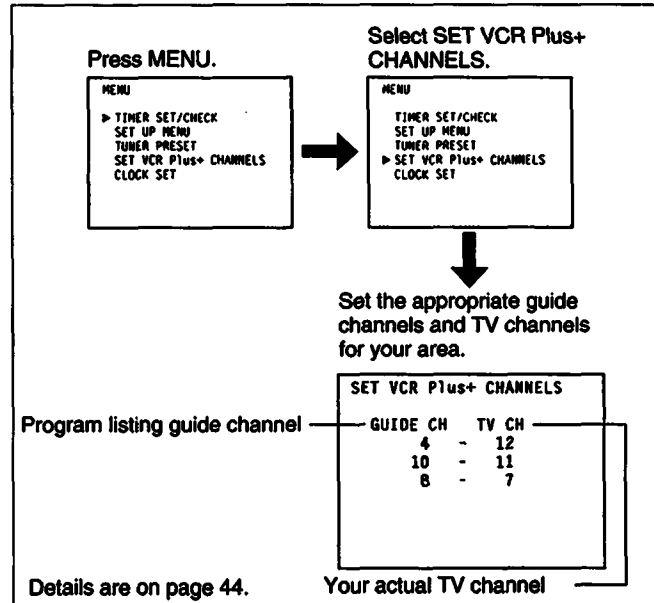 Press MENU.
MENU
▶ TIMER SET/CHECK
SET UP MENU
TUNER PRESET
SET VCR Plus+ CHANNELS
CLOCK SET
Select SET VCR Plus+
CHANNELS.
MENU
TIMER SET/CHECK
SET UP MENU
TUNER PRESET
▶ SET VCR Plus+ CHANNELS
CLOCK SET
Set the appropriate guide
channels and TV channels
for your area.
SET VCR Plus+ CHANNELS
Program listing guide channel
GUIDE CH TV CH
4 - 12
10 - 11
8 - 7
Your actual TV channel
Details are on page 44.